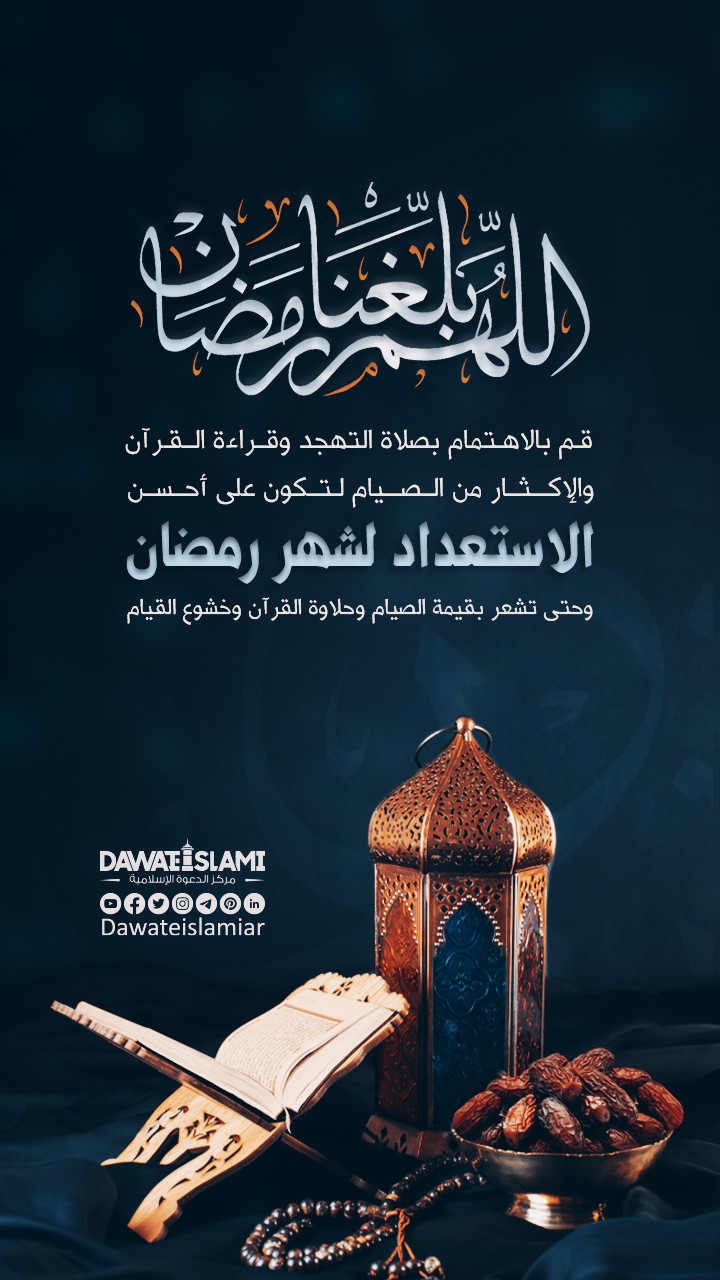 اللهم بلغنا رمضان
قم بالاهتمام بصلاة التهجد وقراءة القرآن
والإكثار من الصيام لتكون على أحسن
الاستعداد لشهر رمضان
وحتى تشعر بقيمة الصيام وحلاوة القرآن وخشوع القيام
DAWATEISLAMI
مركز الدعوة الإسلامية
Dawateislamiar